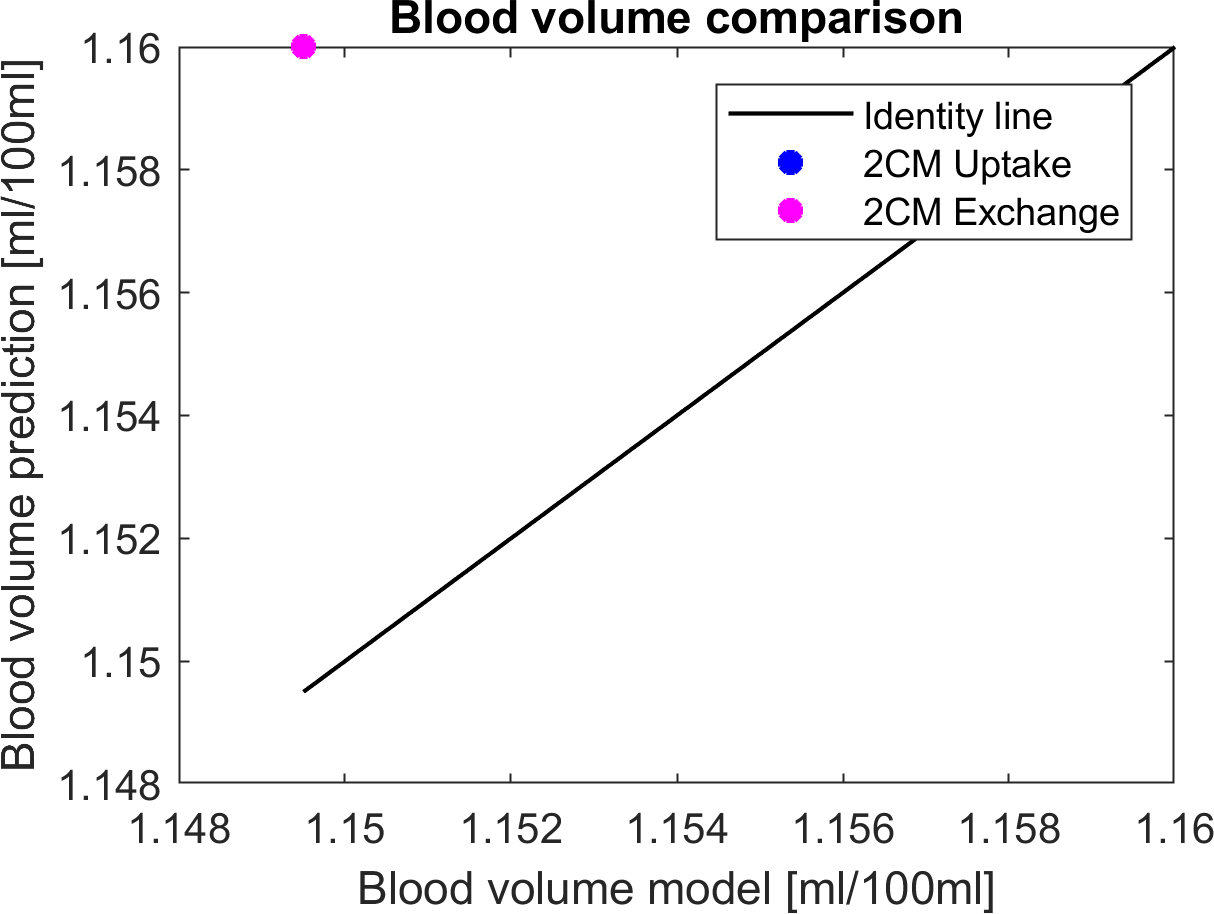 Blood volume comparison
1.16
1.158
1.156
1.154
1.152
1.15
1.148
Blood volume prediction [ml/100ml]
Identity line
2CM Uptake
2CM Exchange
1.148 1.15 1.152 1.154 1.156 1.158 1.16
Blood volume model [ml/100ml]